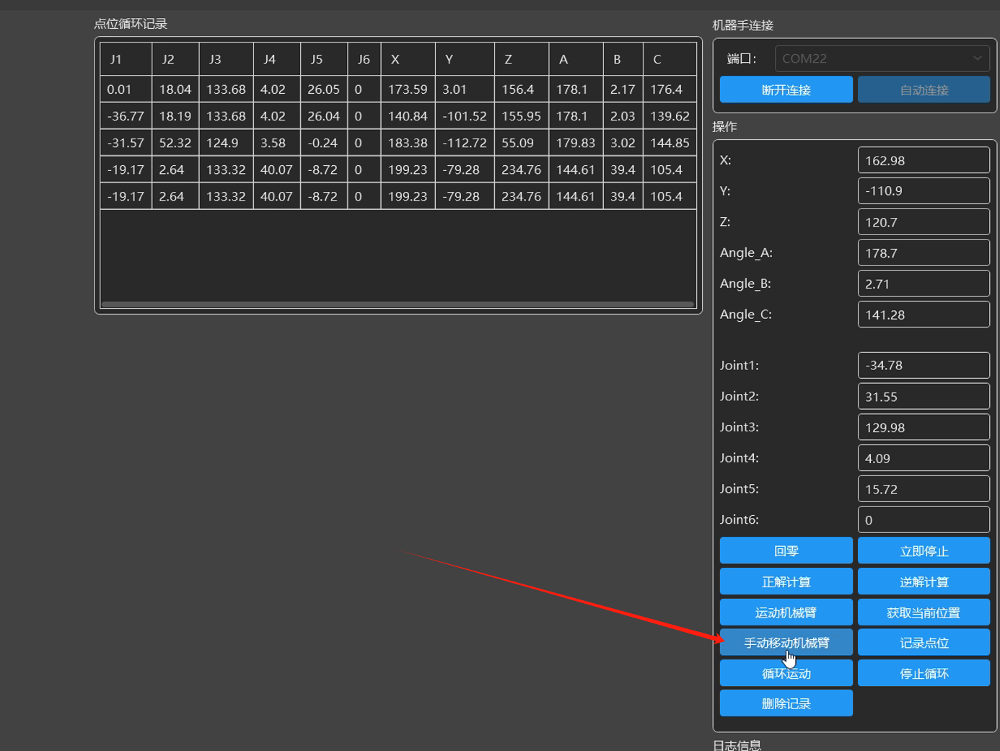 点位循环记录
J1 J2 J3 J4 J5 J6 X Y Z A B C
0.01 18.04 133.68 4.02 26.05 0 173.59 3.01 156.4 178.1 2.17 176.4
-36.77 18.19 133.68 4.02 26.04 0 140.84 -101.52 155.95 178.1 2.03 139.62
-31.57 52.32 124.9 3.58 -0.24 0 183.38 -112.72 55.09 179.83 3.02 144.85
-19.17 2.64 133.32 40.07 -8.72 0 199.23 -79.28 234.76 144.61 39.4 105.4
-19.17 2.64 133.32 40.07 -8.72 0 199.23 -79.28 234.76 144.61 39.4 105.4
机器手连接
端口: COM22
断开连接 自动连接
操作
X: 162.98
Y: -110.9
Z: 120.7
Angle_A: 178.7
Angle_B: 2.71
Angle_C: 141.28
Joint1: -34.78
Joint2: 31.55
Joint3: 129.98
Joint4: 4.09
Joint5: 15.72
Joint6: 0
回零 立即停止
正解计算 逆解计算
运动机械臂 获取当前位置
手动移动机械臂 记录点位
循环运动 停止循环
删除记录
日志信息